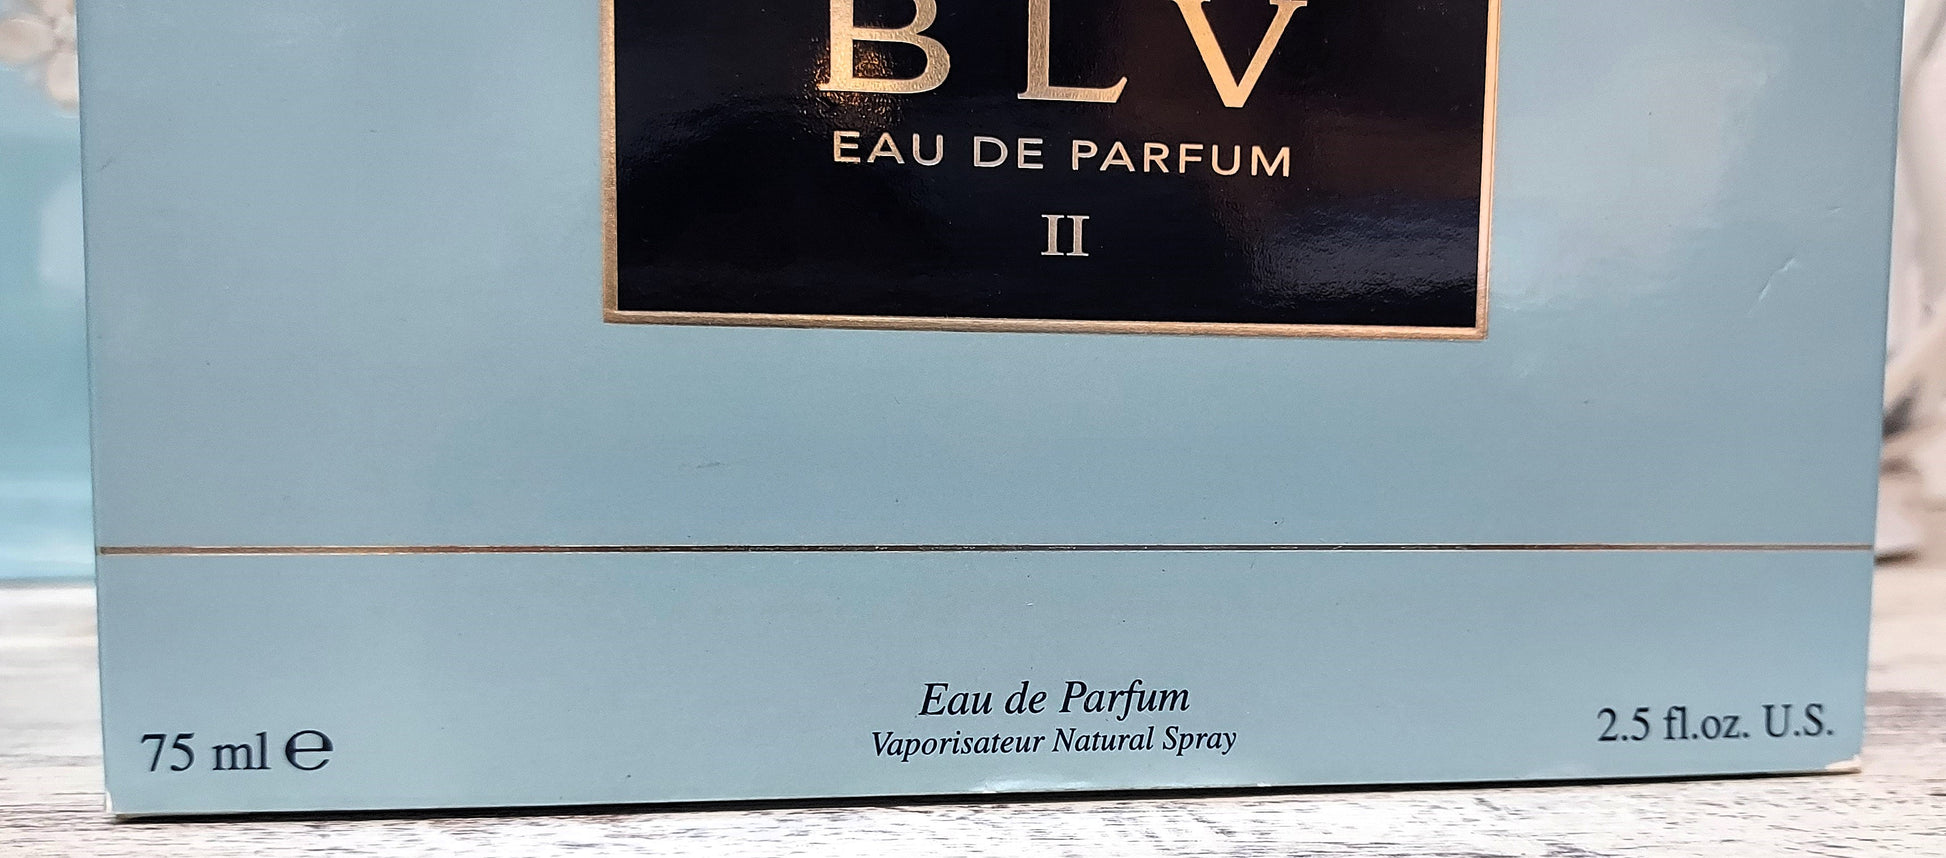 BLV
EAU DE PARFUM
II
Eau de Parfum
Vaporisateur Natural Spray
75 ml ℮
2.5 fl.oz. U.S.